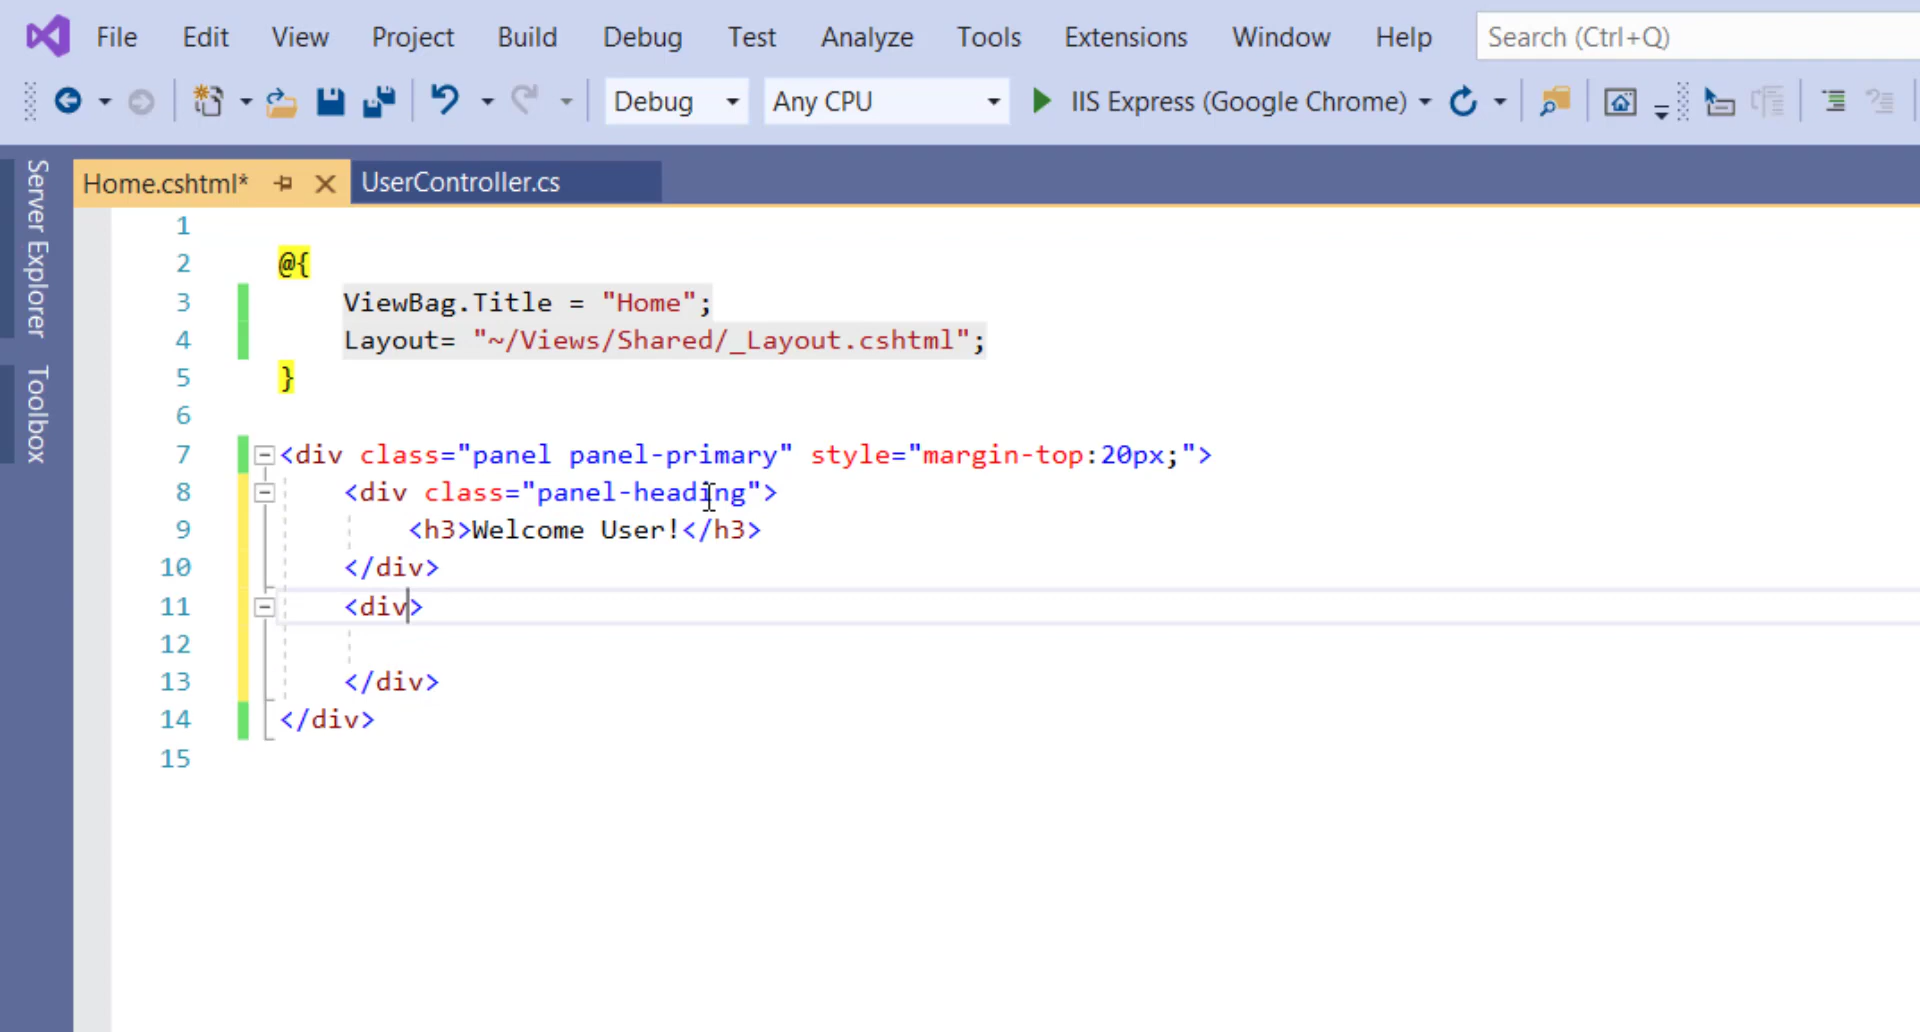 File Edit View Project Build Debug Test Analyze Tools Extensions Window Help Search (Ctrl+Q)
Debug Any CPU IIS Express (Google Chrome)
Server Explorer
Toolbox
Home.cshtml* UserController.cs
1
2 @{
3 ViewBag.Title = "Home";
4 Layout= "~/Views/Shared/_Layout.cshtml";
5 }
6
7 <div class="panel panel-primary" style="margin-top:20px;">
8 <div class="panel-heading">
9 <h3>Welcome User!</h3>
10 </div>
11 <div>
12
13 </div>
14 </div>
15